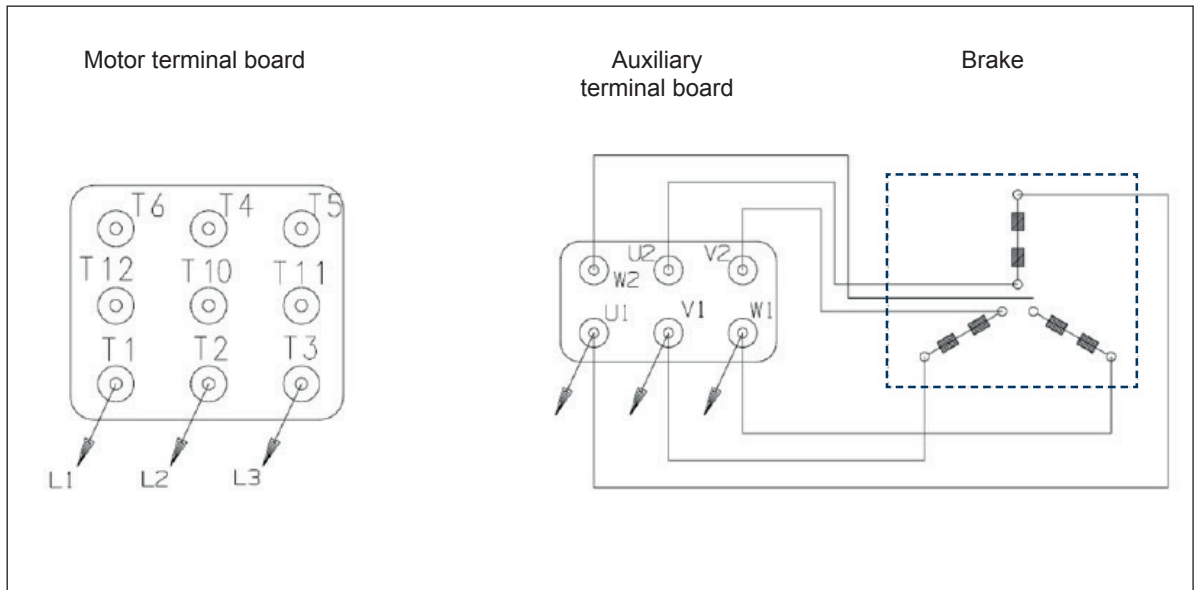 Motor terminal board
T6 T4 T5
T12 T10 T11
T1 T2 T3
L1 L2 L3
Auxiliary
terminal board
W2 U2 V2
U1 V1 W1
Brake